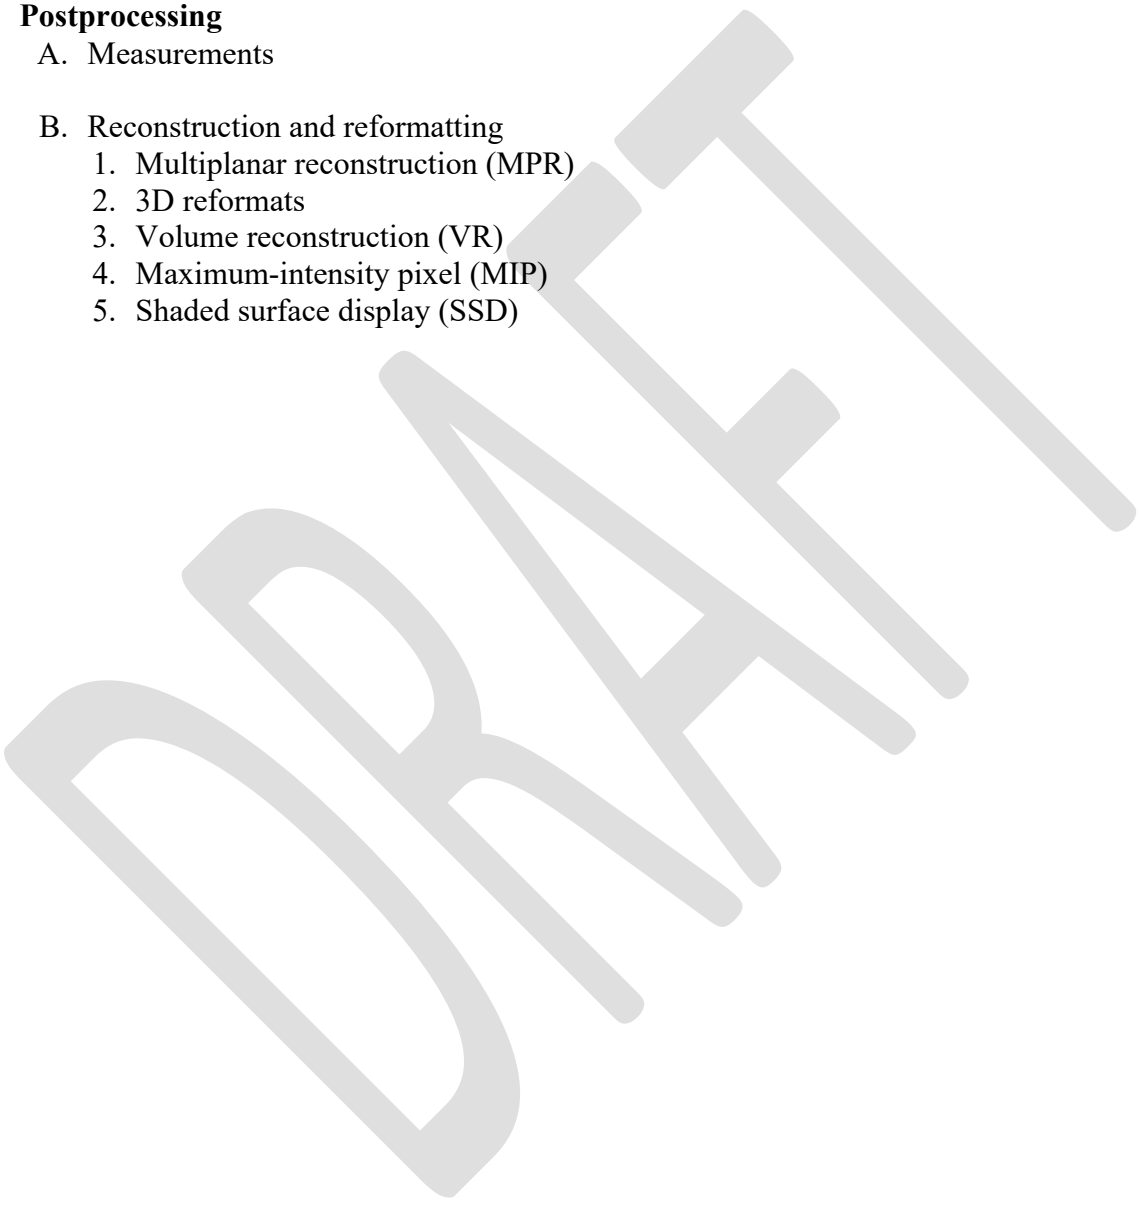 Postprocessing
A. Measurements
B. Reconstruction and reformatting
1. Multiplanar reconstruction (MPR)
2. 3D reformats
3. Volume reconstruction (VR)
4. Maximum-intensity pixel (MIP)
5. Shaded surface display (SSD)
DRAFT